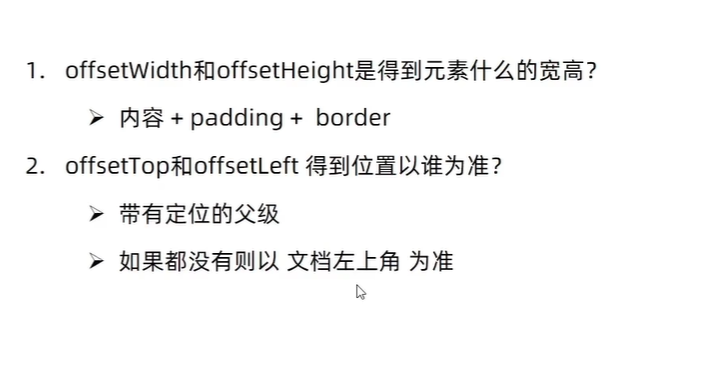 1. offsetWidth和offsetHeight是得到元素什么的宽高？
➢ 内容 + padding + border
2. offsetTop和offsetLeft 得到位置以谁为准？
➢ 带有定位的父级
➢ 如果都没有则以 文档左上角 为准